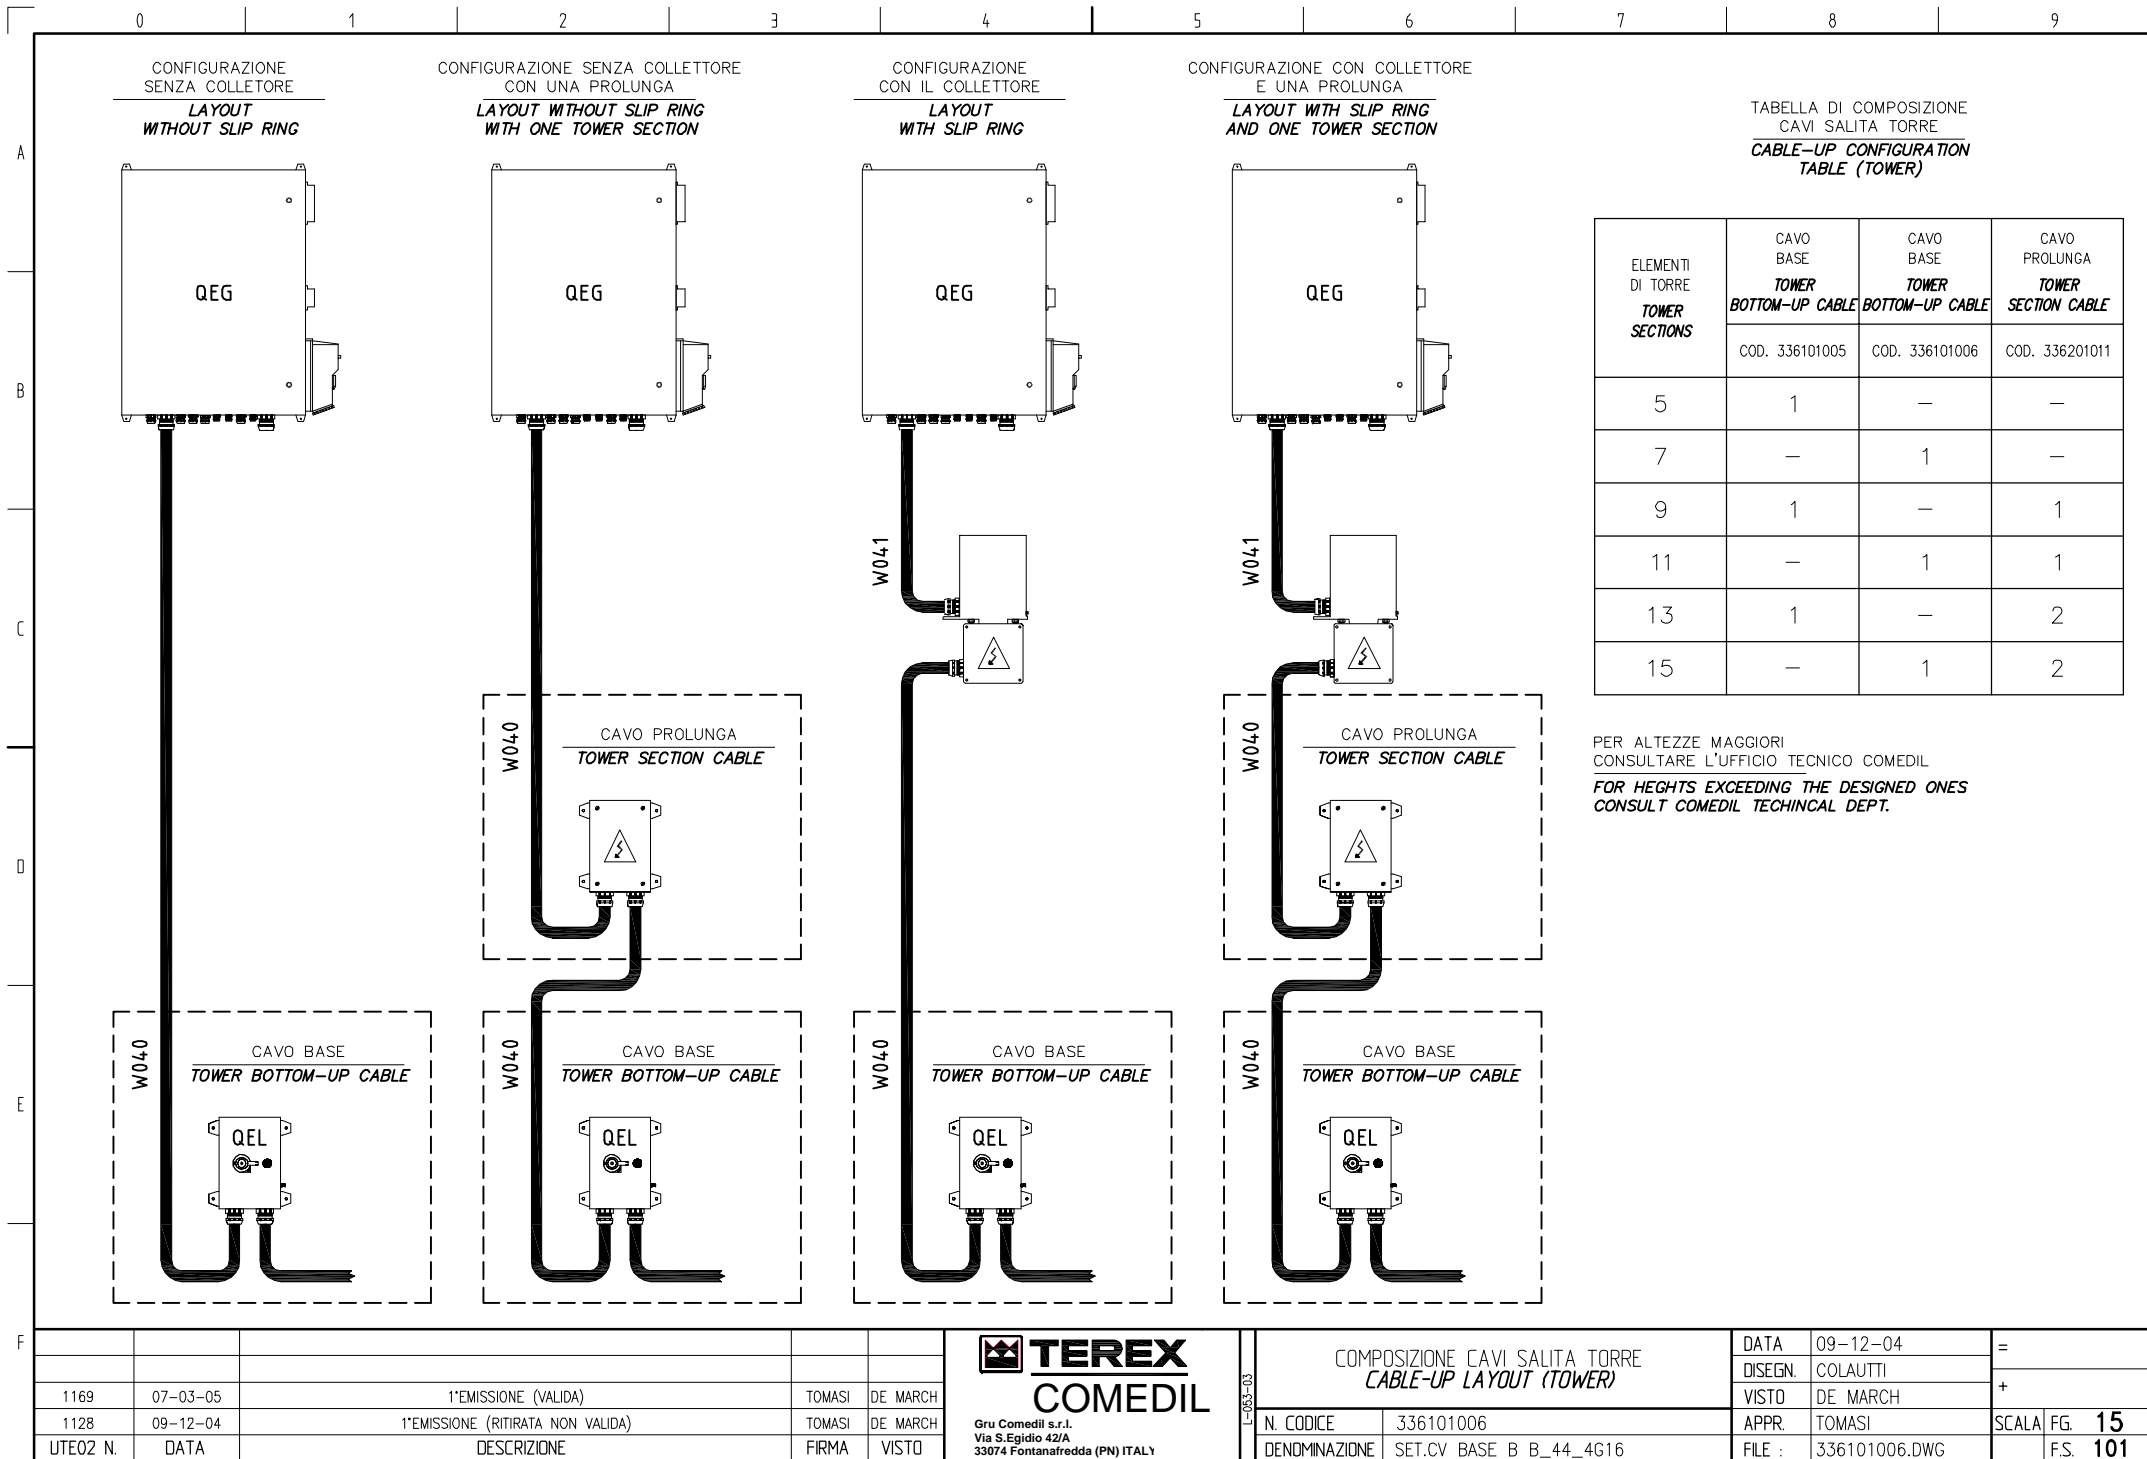 0 1 2 3 4 5 6 7 8 9
A
B
C
D
E
F
CONFIGURAZIONE
SENZA COLLETORE
LAYOUT
WITHOUT SLIP RING
QEG
W040
CAVO BASE
TOWER BOTTOM-UP CABLE
QEL
CONFIGURAZIONE SENZA COLLETTORE
CON UNA PROLUNGA
LAYOUT WITHOUT SLIP RING
WITH ONE TOWER SECTION
QEG
W040
CAVO PROLUNGA
TOWER SECTION CABLE
W040
CAVO BASE
TOWER BOTTOM-UP CABLE
QEL
CONFIGURAZIONE
CON IL COLLETTORE
LAYOUT
WITH SLIP RING
QEG
W041
W040
CAVO BASE
TOWER BOTTOM-UP CABLE
QEL
CONFIGURAZIONE CON COLLETTORE
E UNA PROLUNGA
LAYOUT WITH SLIP RING
AND ONE TOWER SECTION
QEG
W041
W040
CAVO PROLUNGA
TOWER SECTION CABLE
W040
CAVO BASE
TOWER BOTTOM-UP CABLE
QEL
TABELLA DI COMPOSIZIONE
CAVI SALITA TORRE
CABLE-UP CONFIGURATION
TABLE (TOWER)
ELEMENTI
DI TORRE
TOWER
SECTIONS
CAVO
BASE
TOWER
BOTTOM-UP CABLE
COD. 336101005
CAVO
BASE
TOWER
BOTTOM-UP CABLE
COD. 336101006
CAVO
PROLUNGA
TOWER
SECTION CABLE
COD. 336201011
5 1 - -
7 - 1 -
9 1 - 1
11 - 1 1
13 1 - 2
15 - 1 2
PER ALTEZZE MAGGIORI
CONSULTARE L'UFFICIO TECNICO COMEDIL
FOR HEGHTS EXCEEDING THE DESIGNED ONES
CONSULT COMEDIL TECHINCAL DEPT.
1169 07-03-05 1°EMISSIONE (VALIDA) TOMASI DE MARCH
1128 09-12-04 1°EMISSIONE (RITIRATA NON VALIDA) TOMASI DE MARCH
UTE02 N. DATA DESCRIZIONE FIRMA VISTO
TEREX
COMEDIL
Gru Comedil s.r.l.
Via S.Egidio 42/A
33074 Fontanafredda (PN) ITALY
L-053-03
COMPOSIZIONE CAVI SALITA TORRE
CABLE-UP LAYOUT (TOWER)
N. CODICE 336101006
DENOMINAZIONE SET.CV BASE B B_44_4G16
DATA 09-12-04 =
DISEGN. COLAUTTI
VISTO DE MARCH +
APPR. TOMASI SCALA FG. 15
FILE : 336101006.DWG F.S. 101